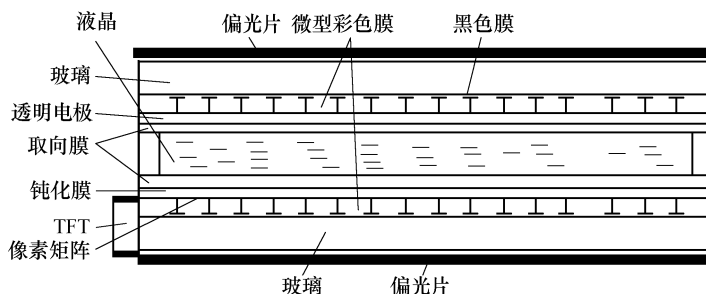 液晶
偏光片 微型彩色膜 黑色膜
玻璃
透明电极
取向膜
钝化膜
TFT
像素矩阵
玻璃 偏光片